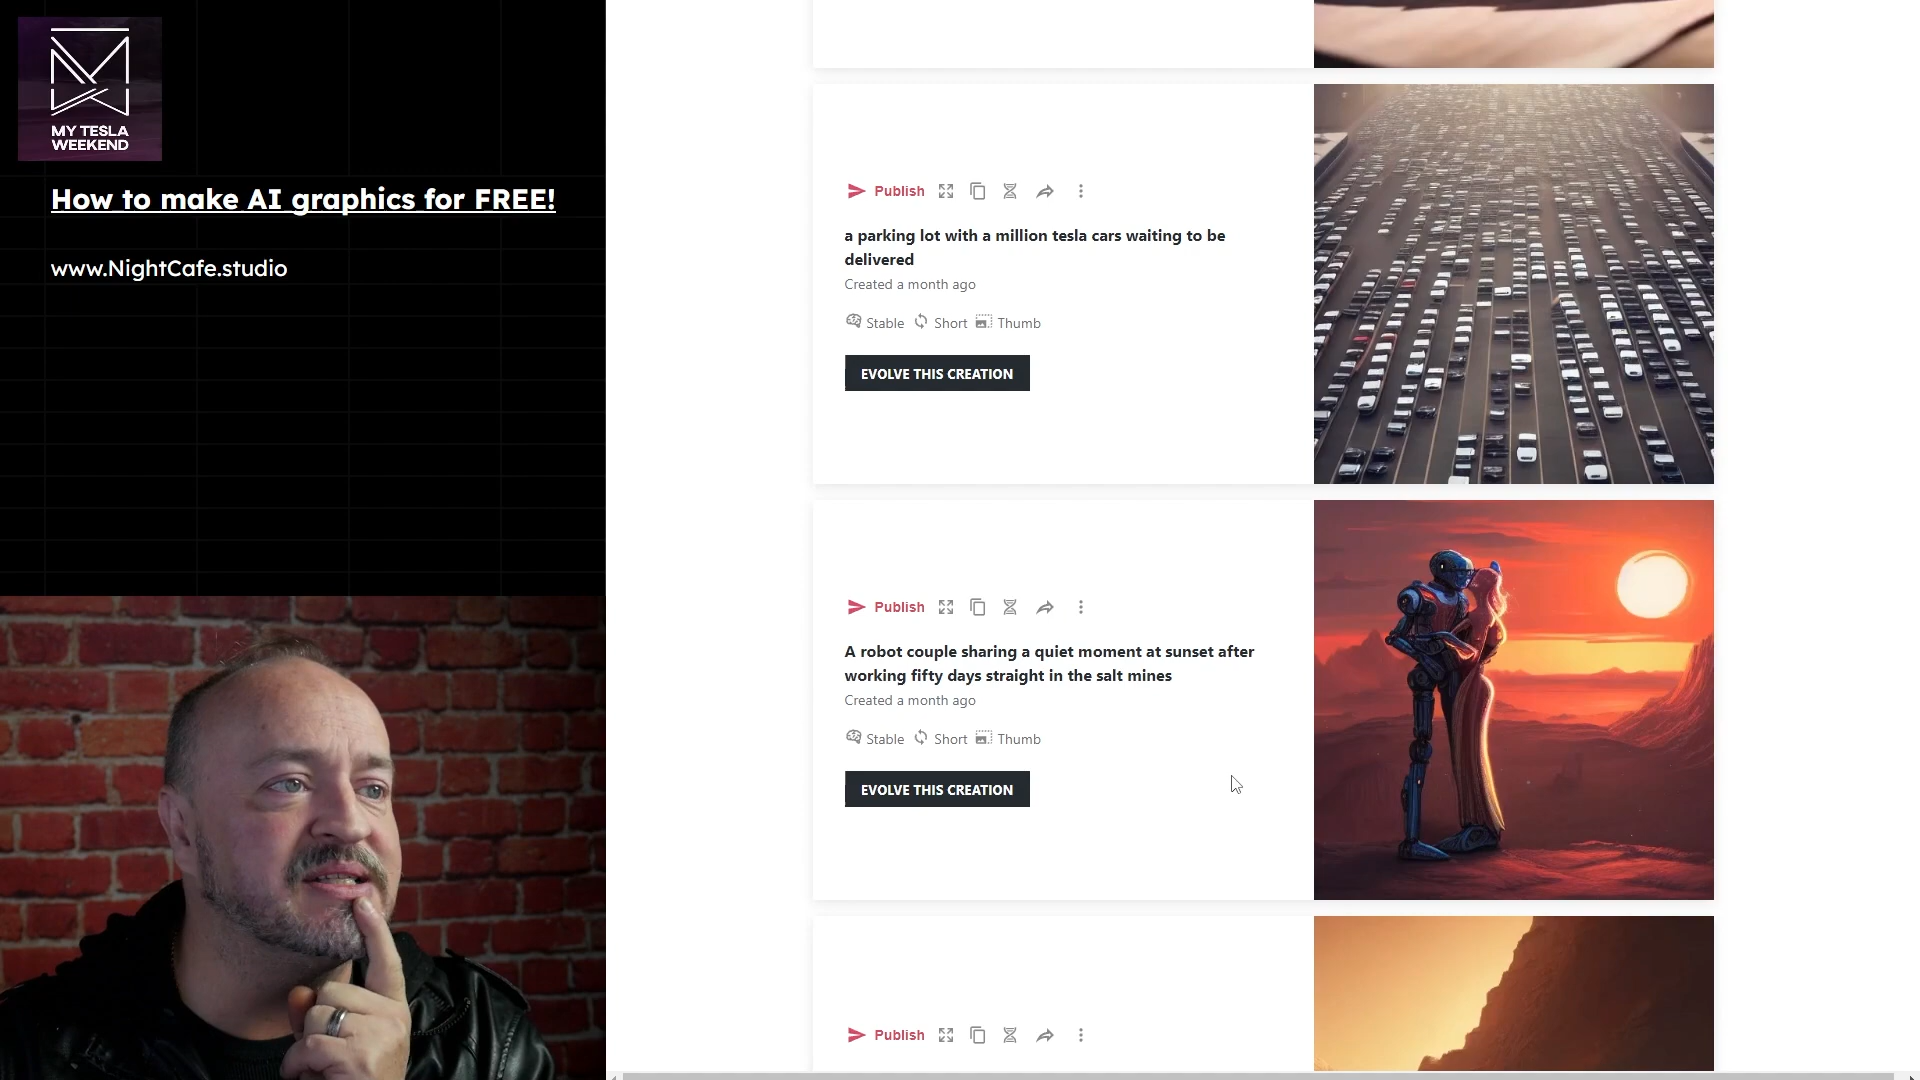 MY TESLA
WEEKEND
How to make AI graphics for FREE!
www.NightCafe.studio
Publish
a parking lot with a million tesla cars waiting to be
delivered
Created a month ago
Stable Short Thumb
EVOLVE THIS CREATION
Publish
A robot couple sharing a quiet moment at sunset after
working fifty days straight in the salt mines
Created a month ago
Stable Short Thumb
EVOLVE THIS CREATION
Publish